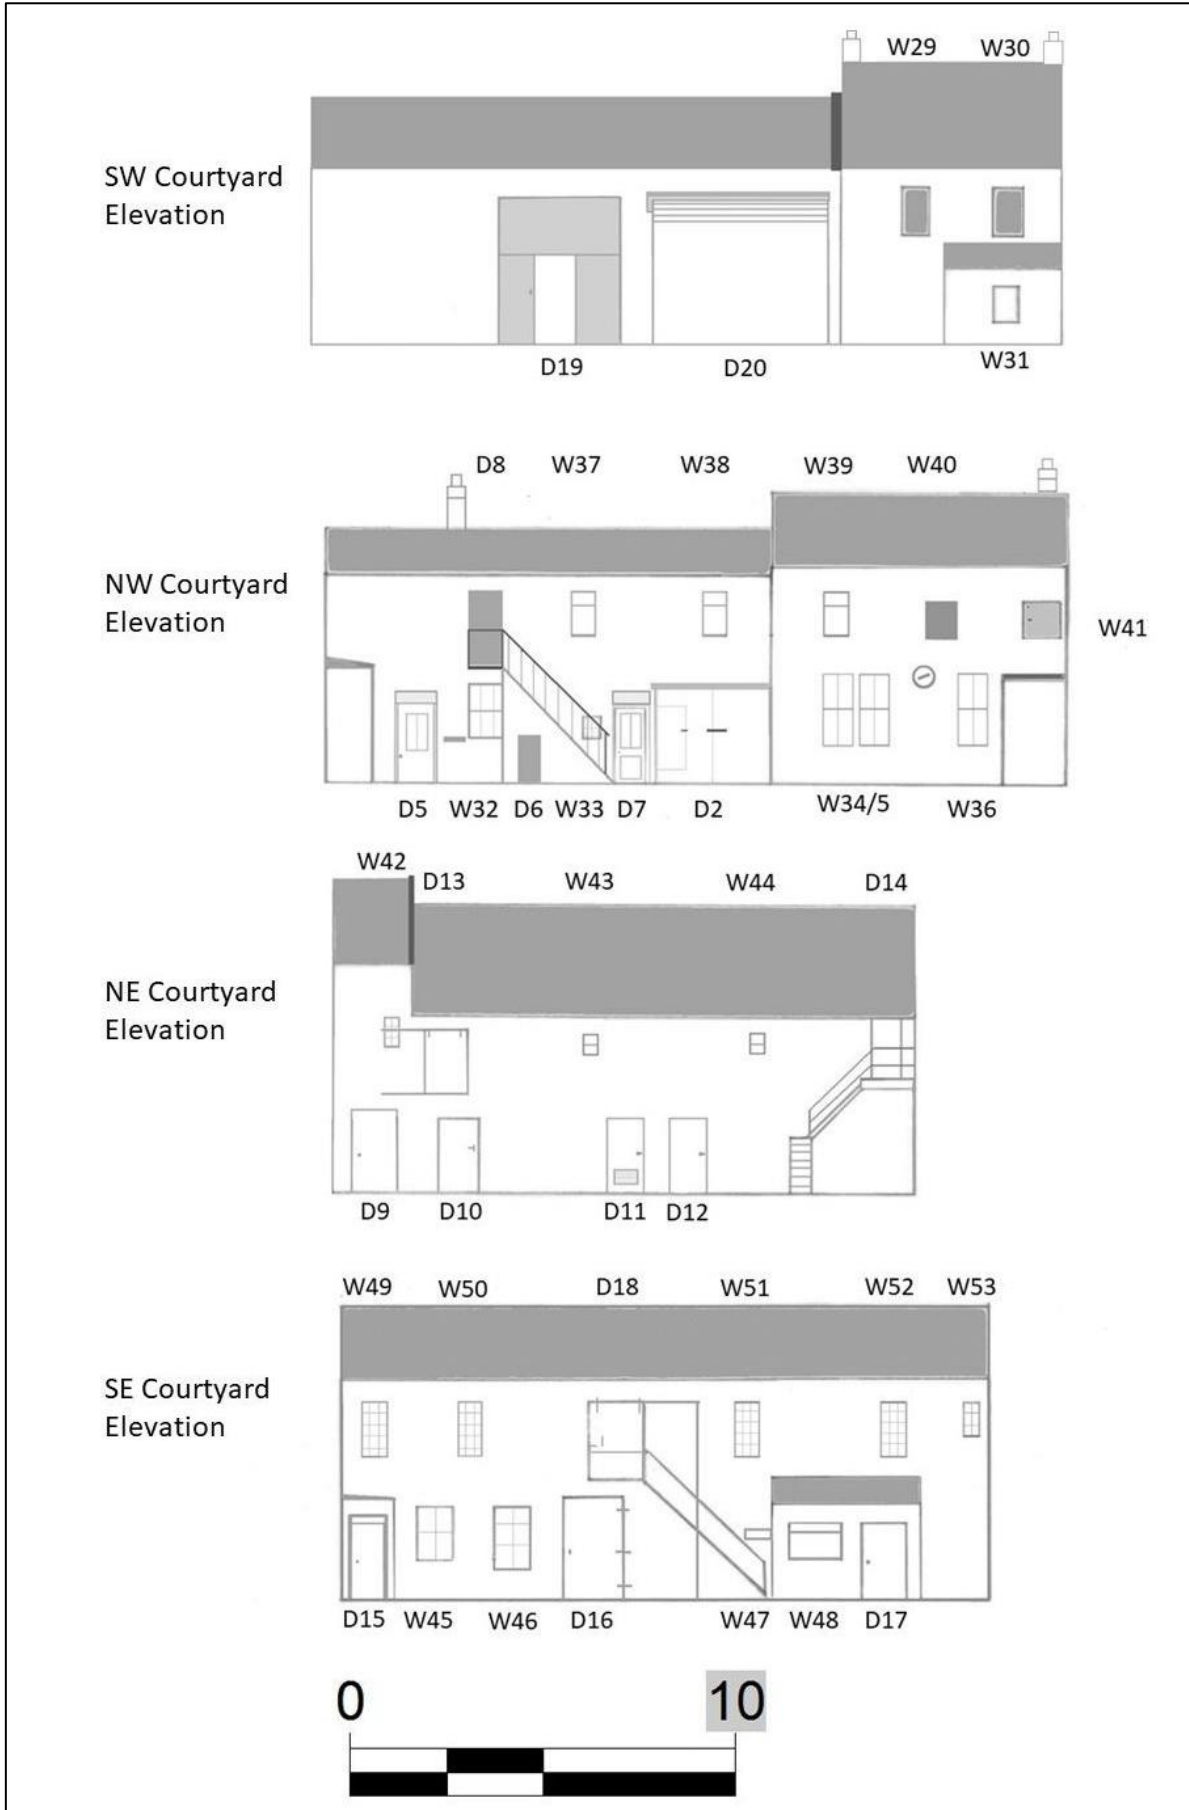 W29 W30
SW Courtyard
Elevation
D19 D20 W31
D8 W37 W38 W39 W40
NW Courtyard
Elevation
W41
D5 W32 D6 W33 D7 D2 W34/5 W36
W42 D13 W43 W44 D14
NE Courtyard
Elevation
D9 D10 D11 D12
W49 W50 D18 W51 W52 W53
SE Courtyard
Elevation
D15 W45 W46 D16 W47 W48 D17
0 10